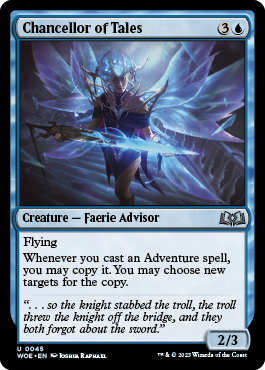 Chancellor of Tales 3
Creature — Faerie Advisor
Flying
Whenever you cast an Adventure spell,
you may copy it. You may choose new
targets for the copy.
“. . . so the knight stabbed the troll, the troll
threw the knight off the bridge, and they
both forgot about the sword.”
2/3
U 0045
WOE • EN Joshua Raphael
™ & © 2023 Wizards of the Coast